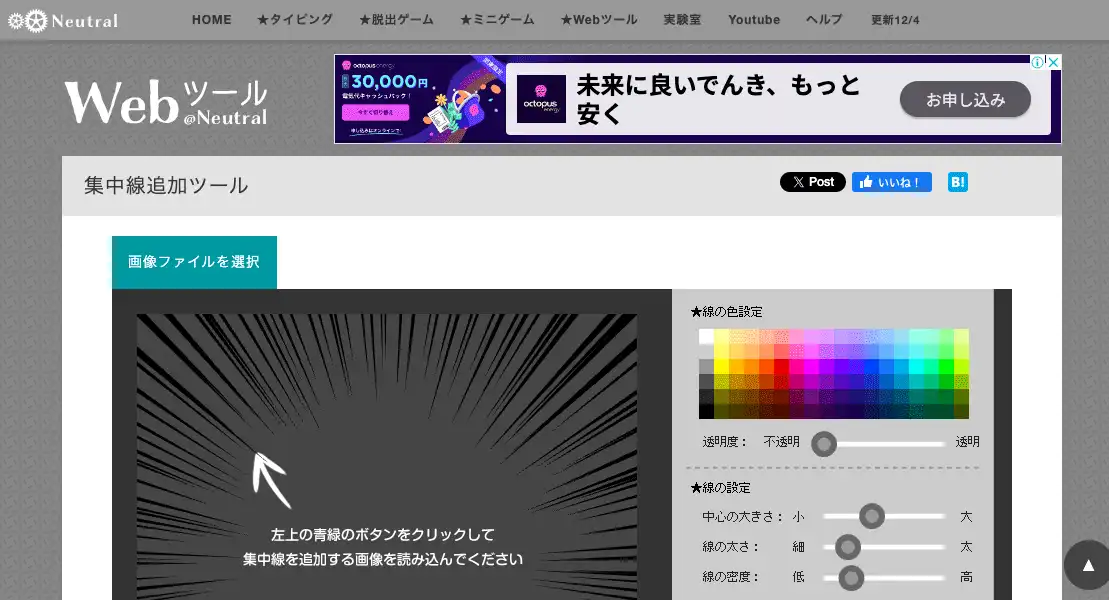 Neutral
HOME ★タイピング ★脱出ゲーム ★ミニゲーム ★Webツール 実験室 Youtube ヘルプ 更新12/4
Webツール
@Neutral
octopus energy
30,000円
電気代キャッシュバック！
今すぐ切り替え
申し込みはオンラインで！
octopus
energy
未来に良いでんき、もっと
安く
お申し込み
集中線追加ツール
Post
いいね！
B!
画像ファイルを選択
★線の色設定
透明度： 不透明 透明
★線の設定
中心の大きさ： 小 大
線の太さ： 細 太
線の密度： 低 高
左上の青緑のボタンをクリックして
集中線を追加する画像を読み込んでください
▲